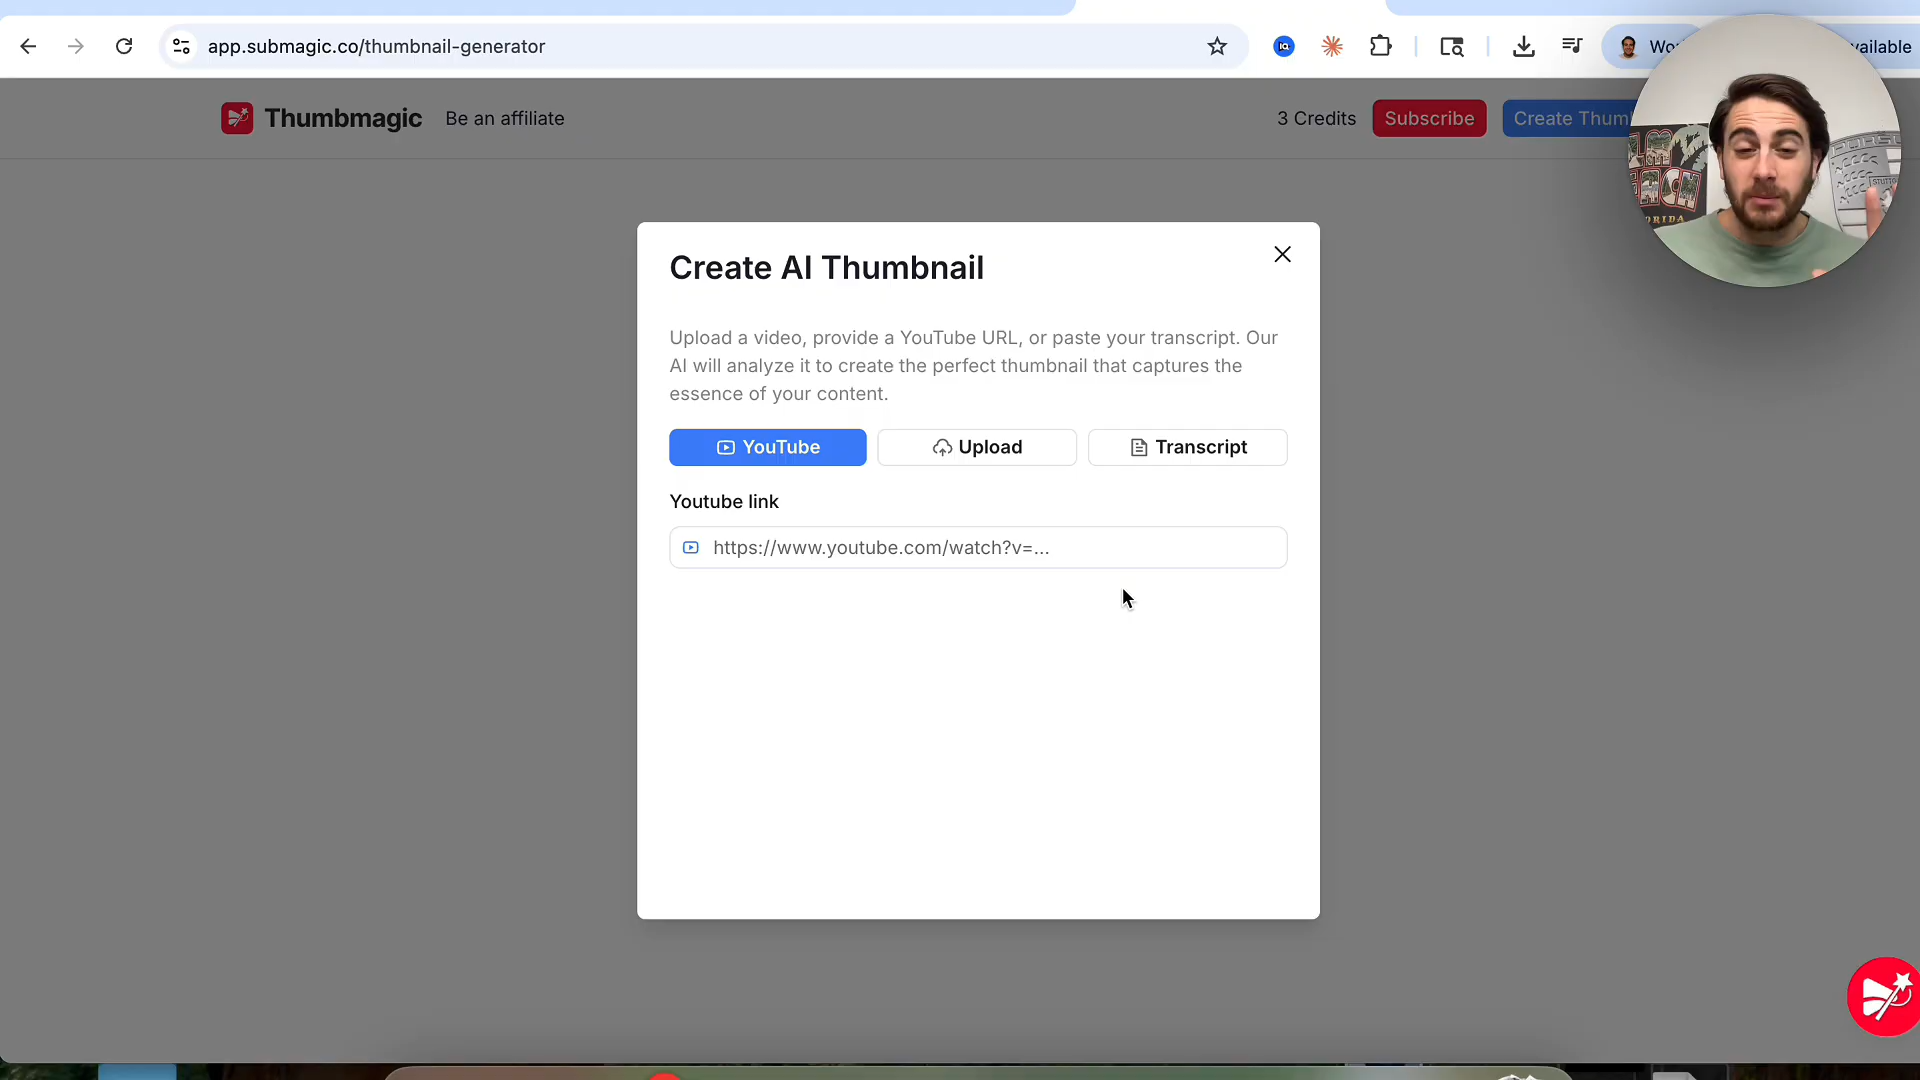 app.submagic.co/thumbnail-generator
Thumbmagic
Be an affiliate
3 Credits
Subscribe
Create AI Thumbnail
Upload a video, provide a YouTube URL, or paste your transcript. Our
AI will analyze it to create the perfect thumbnail that captures the
essence of your content.
YouTube
Upload
Transcript
Youtube link
https://www.youtube.com/watch?v=...